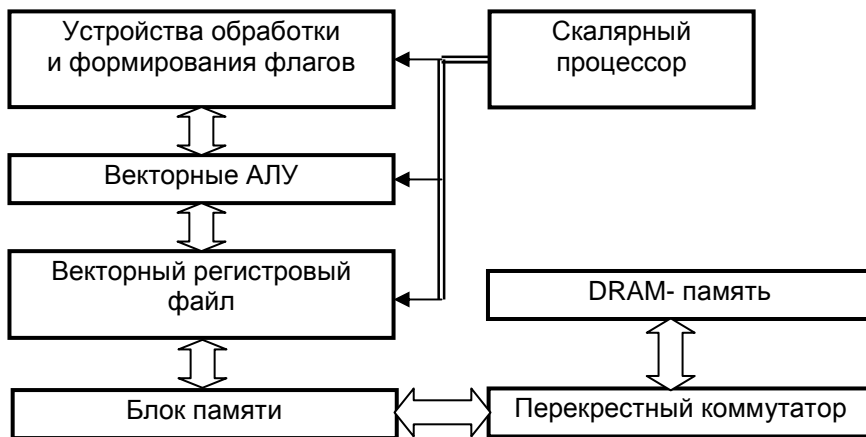 Устройства обработки
и формирования флагов
Скалярный
процессор
Векторные АЛУ
Векторный регистровый
файл
DRAM- память
Блок памяти
Перекрестный коммутатор